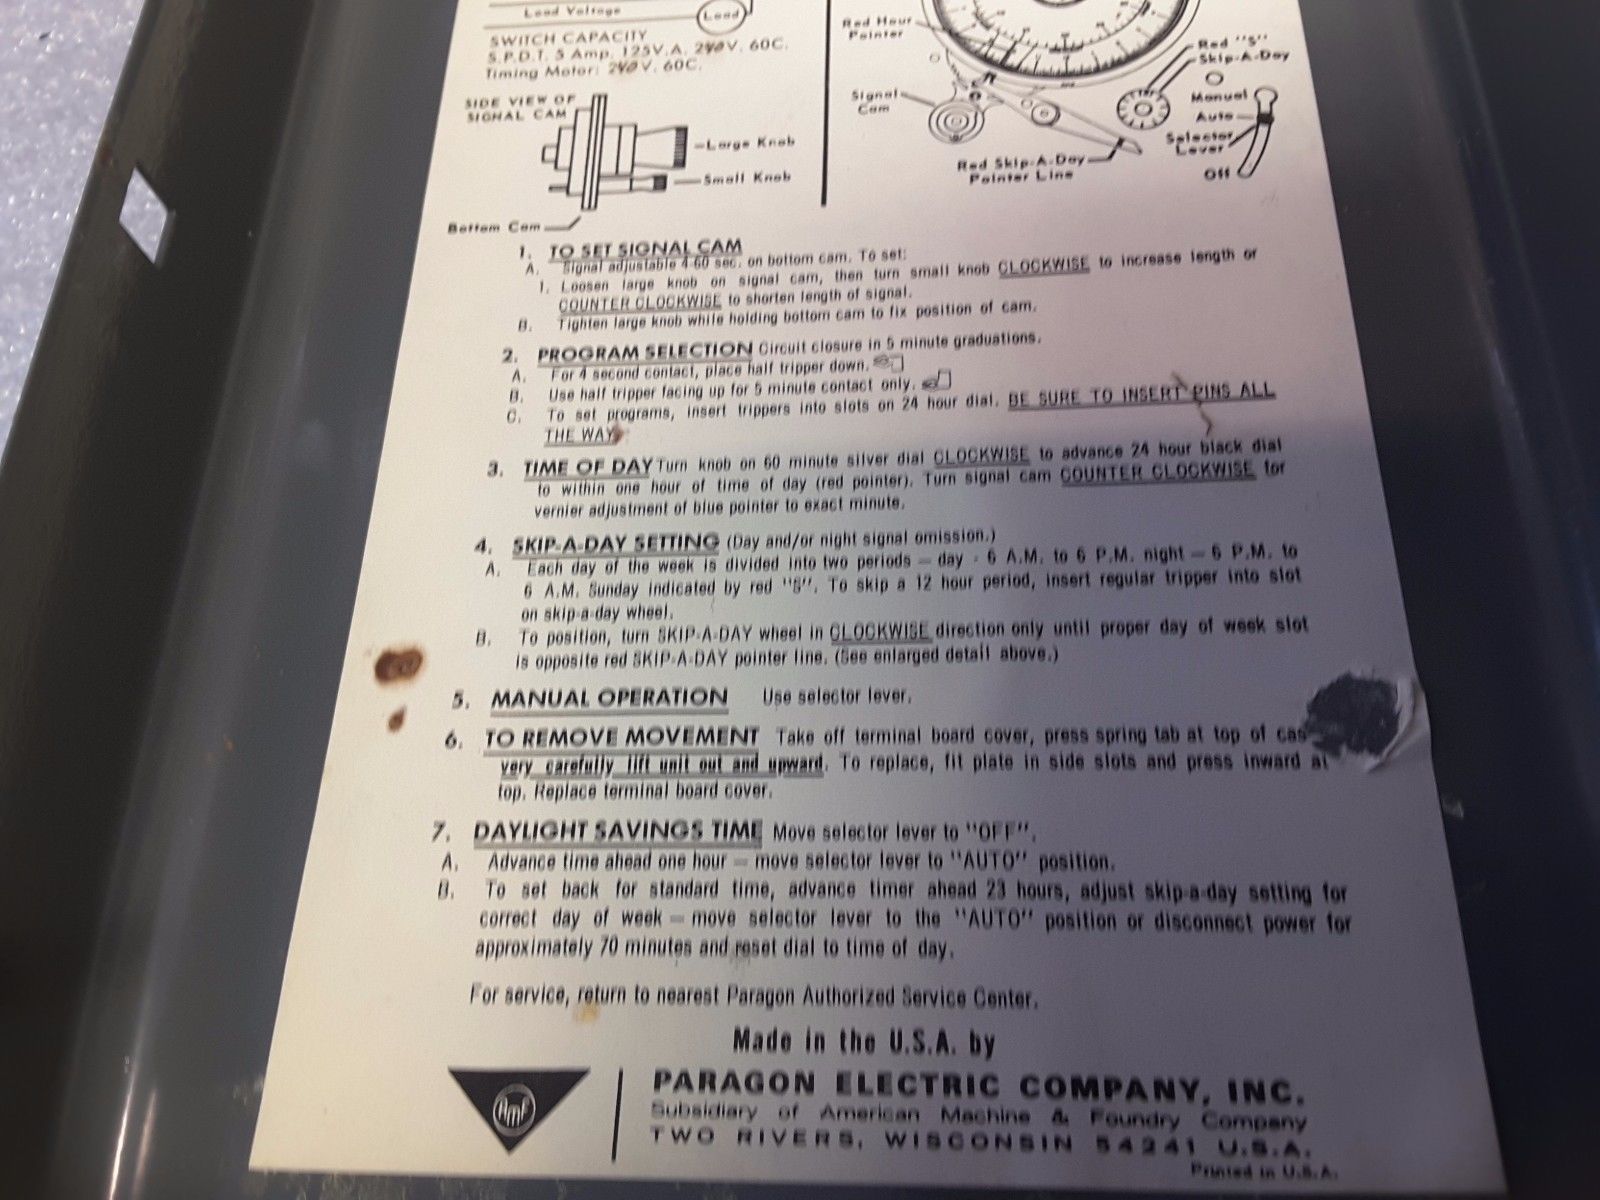 Load Voltage
Load
SWITCH CAPACITY
S.P.D.T. 5 Amp. 125V.A. 240V. 60C.
Timing Motor: 240V. 60C.
SIDE VIEW OF
SIGNAL CAM
Large Knob
Small Knob
Bottom Cam
Red Hour
Pointer
Signal
Cam
Red Skip-A-Day
Pointer Line
Red "S"
Skip-A-Day
Manual
Auto
Selector
Lever
Off
1. TO SET SIGNAL CAM
A. Signal adjustable 4-60 sec. on bottom cam. To set:
1. Loosen large knob on signal cam, then turn small knob CLOCKWISE to increase length or
COUNTER CLOCKWISE to shorten length of signal.
B. Tighten large knob while holding bottom cam to fix position of cam.
2. PROGRAM SELECTION Circuit closure in 5 minute graduations.
A. For 4 second contact, place half tripper down.
B. Use half tripper facing up for 5 minute contact only.
C. To set programs, insert trippers into slots on 24 hour dial. BE SURE TO INSERT PINS ALL
THE WAY.
3. TIME OF DAY Turn knob on 60 minute silver dial CLOCKWISE to advance 24 hour black dial
to within one hour of time of day (red pointer). Turn signal cam COUNTER CLOCKWISE for
vernier adjustment of blue pointer to exact minute.
4. SKIP-A-DAY SETTING (Day and/or night signal omission.)
A. Each day of the week is divided into two periods — day - 6 A.M. to 6 P.M. night — 6 P.M. to
6 A.M. Sunday indicated by red "S". To skip a 12 hour period, insert regular tripper into slot
on skip-a-day wheel.
B. To position, turn SKIP-A-DAY wheel in CLOCKWISE direction only until proper day of week slot
is opposite red SKIP-A-DAY pointer line. (See enlarged detail above.)
5. MANUAL OPERATION Use selector lever.
6. TO REMOVE MOVEMENT Take off terminal board cover, press spring tab at top of cas
very carefully lift unit out and upward. To replace, fit plate in side slots and press inward at
top. Replace terminal board cover.
7. DAYLIGHT SAVINGS TIME Move selector lever to "OFF".
A. Advance time ahead one hour — move selector lever to "AUTO" position.
B. To set back for standard time, advance timer ahead 23 hours, adjust skip-a-day setting for
correct day of week — move selector lever to the "AUTO" position or disconnect power for
approximately 70 minutes and reset dial to time of day.
For service, return to nearest Paragon Authorized Service Center.
Made in the U.S.A. by
AMF
PARAGON ELECTRIC COMPANY, INC.
Subsidiary of American Machine & Foundry Company
TWO RIVERS, WISCONSIN 54241 U.S.A.
Printed in U.S.A.